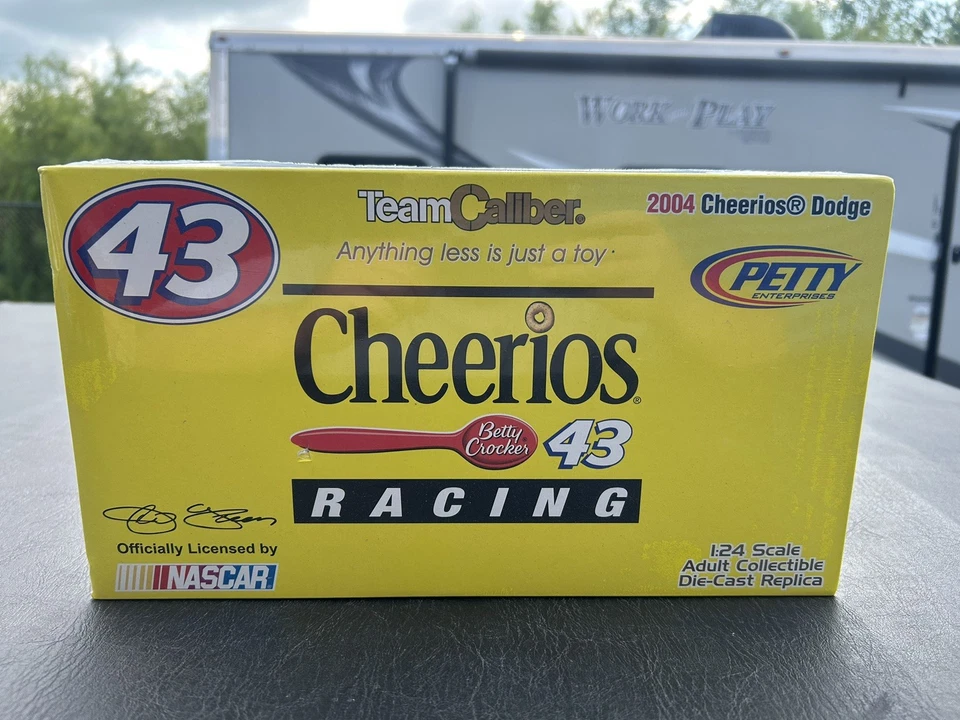 WORK AND PLAY
43
TeamCaliber®
Anything less is just a toy
2004 Cheerios® Dodge
PETTY
ENTERPRISES
Cheerios®
Betty
Crocker®
43
RACING
Officially Licensed by
NASCAR
1:24 Scale
Adult Collectible
Die-Cast Replica